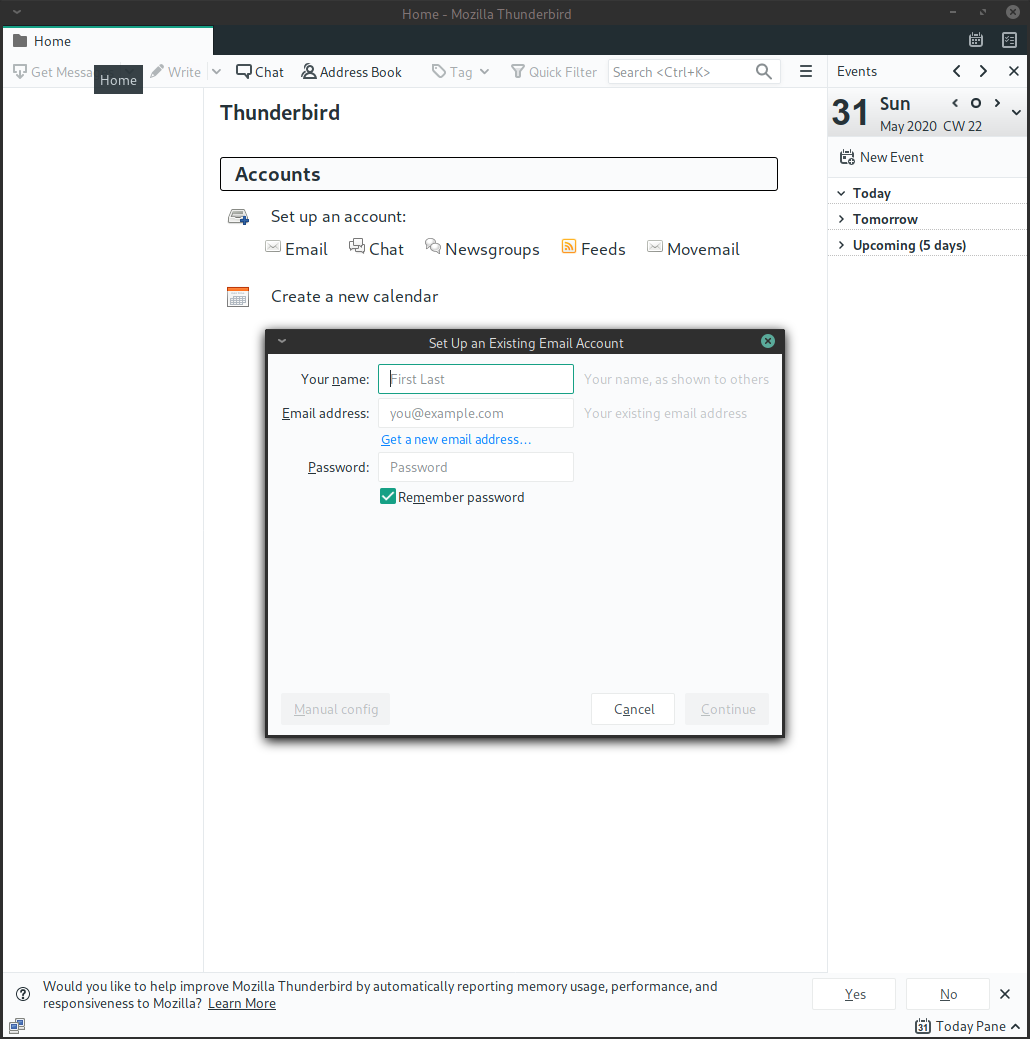 Home - Mozilla Thunderbird
Home
Get Messa
Home
Write
Chat
Address Book
Tag
Quick Filter
Search <Ctrl+K>
Events
31
Sun
May 2020 CW 22
New Event
Today
Tomorrow
Upcoming (5 days)
Thunderbird
Accounts
Set up an account:
Email
Chat
Newsgroups
Feeds
Movemail
Create a new calendar
Set Up an Existing Email Account
Your name:
First Last
Your name, as shown to others
Email address:
you@example.com
Your existing email address
Get a new email address...
Password:
Password
Remember password
Manual config
Cancel
Continue
Would you like to help improve Mozilla Thunderbird by automatically reporting memory usage, performance, and
responsiveness to Mozilla? Learn More
Yes
No
31
Today Pane